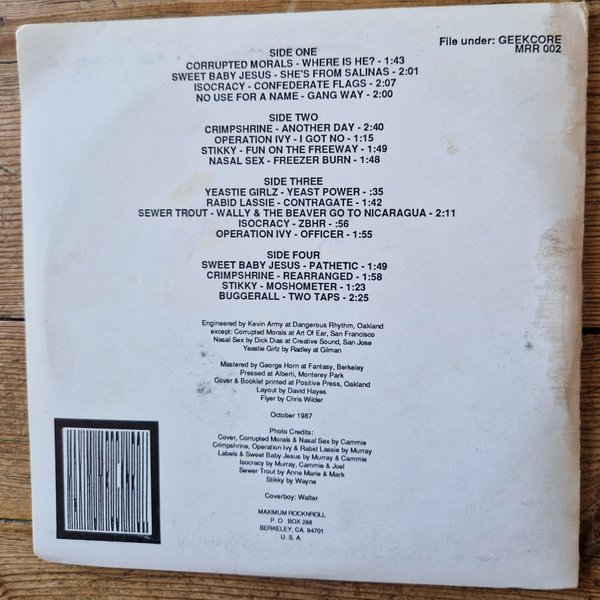 File under: GEEKCORE
MRR 002
SIDE ONE
CORRUPTED MORALS - WHERE IS HE? - 1:43
SWEET BABY JESUS - SHE'S FROM SALINAS - 2:01
ISOCRACY - CONFEDERATE FLAGS - 2:07
NO USE FOR A NAME - GANG WAY - 2:00
SIDE TWO
CRIMPSHRINE - ANOTHER DAY - 2:40
OPERATION IVY - I GOT NO - 1:15
STIKKY - FUN ON THE FREEWAY - 1:49
NASAL SEX - FREEZER BURN - 1:48
SIDE THREE
YEASTIE GIRLZ - YEAST POWER - :35
RABID LASSIE - CONTRAGATE - 1:42
SEWER TROUT - WALLY & THE BEAVER GO TO NICARAGUA - 2:11
ISOCRACY - ZBHR - :56
OPERATION IVY - OFFICER - 1:55
SIDE FOUR
SWEET BABY JESUS - PATHETIC - 1:49
CRIMPSHRINE - REARRANGED - 1:58
STIKKY - MOSHOMETER - 1:23
BUGGERALL - TWO TAPS - 2:25
Engineered by Kevin Army at Dangerous Rhythm, Oakland
except: Corrupted Morals at Art Of Ear, San Francisco
Nasal Sex by Dick Dias at Creative Sound, San Jose
Yeastie Girlz by Radley at Gilman
Mastered by George Horn at Fantasy, Berkeley
Pressed at Alberti, Monterey Park
Cover & Booklet printed at Positive Press, Oakland
Layout by David Hayes
Flyer by Chris Wilder
October 1987
Photo Credits:
Cover, Corrupted Morals & Nasal Sex by Cammie
Crimpshrine, Operation Ivy & Rabid Lassie by Murray
Labels & Sweet Baby Jesus by Murray & Cammie
Isocracy by Murray, Cammie & Joel
Sewer Trout by Anne Marie & Mark
Stikky by Wayne
Coverboy: Walter
MAXIMUM ROCKNROLL
P.O. BOX 288
BERKELEY, CA. 94701
U.S.A.